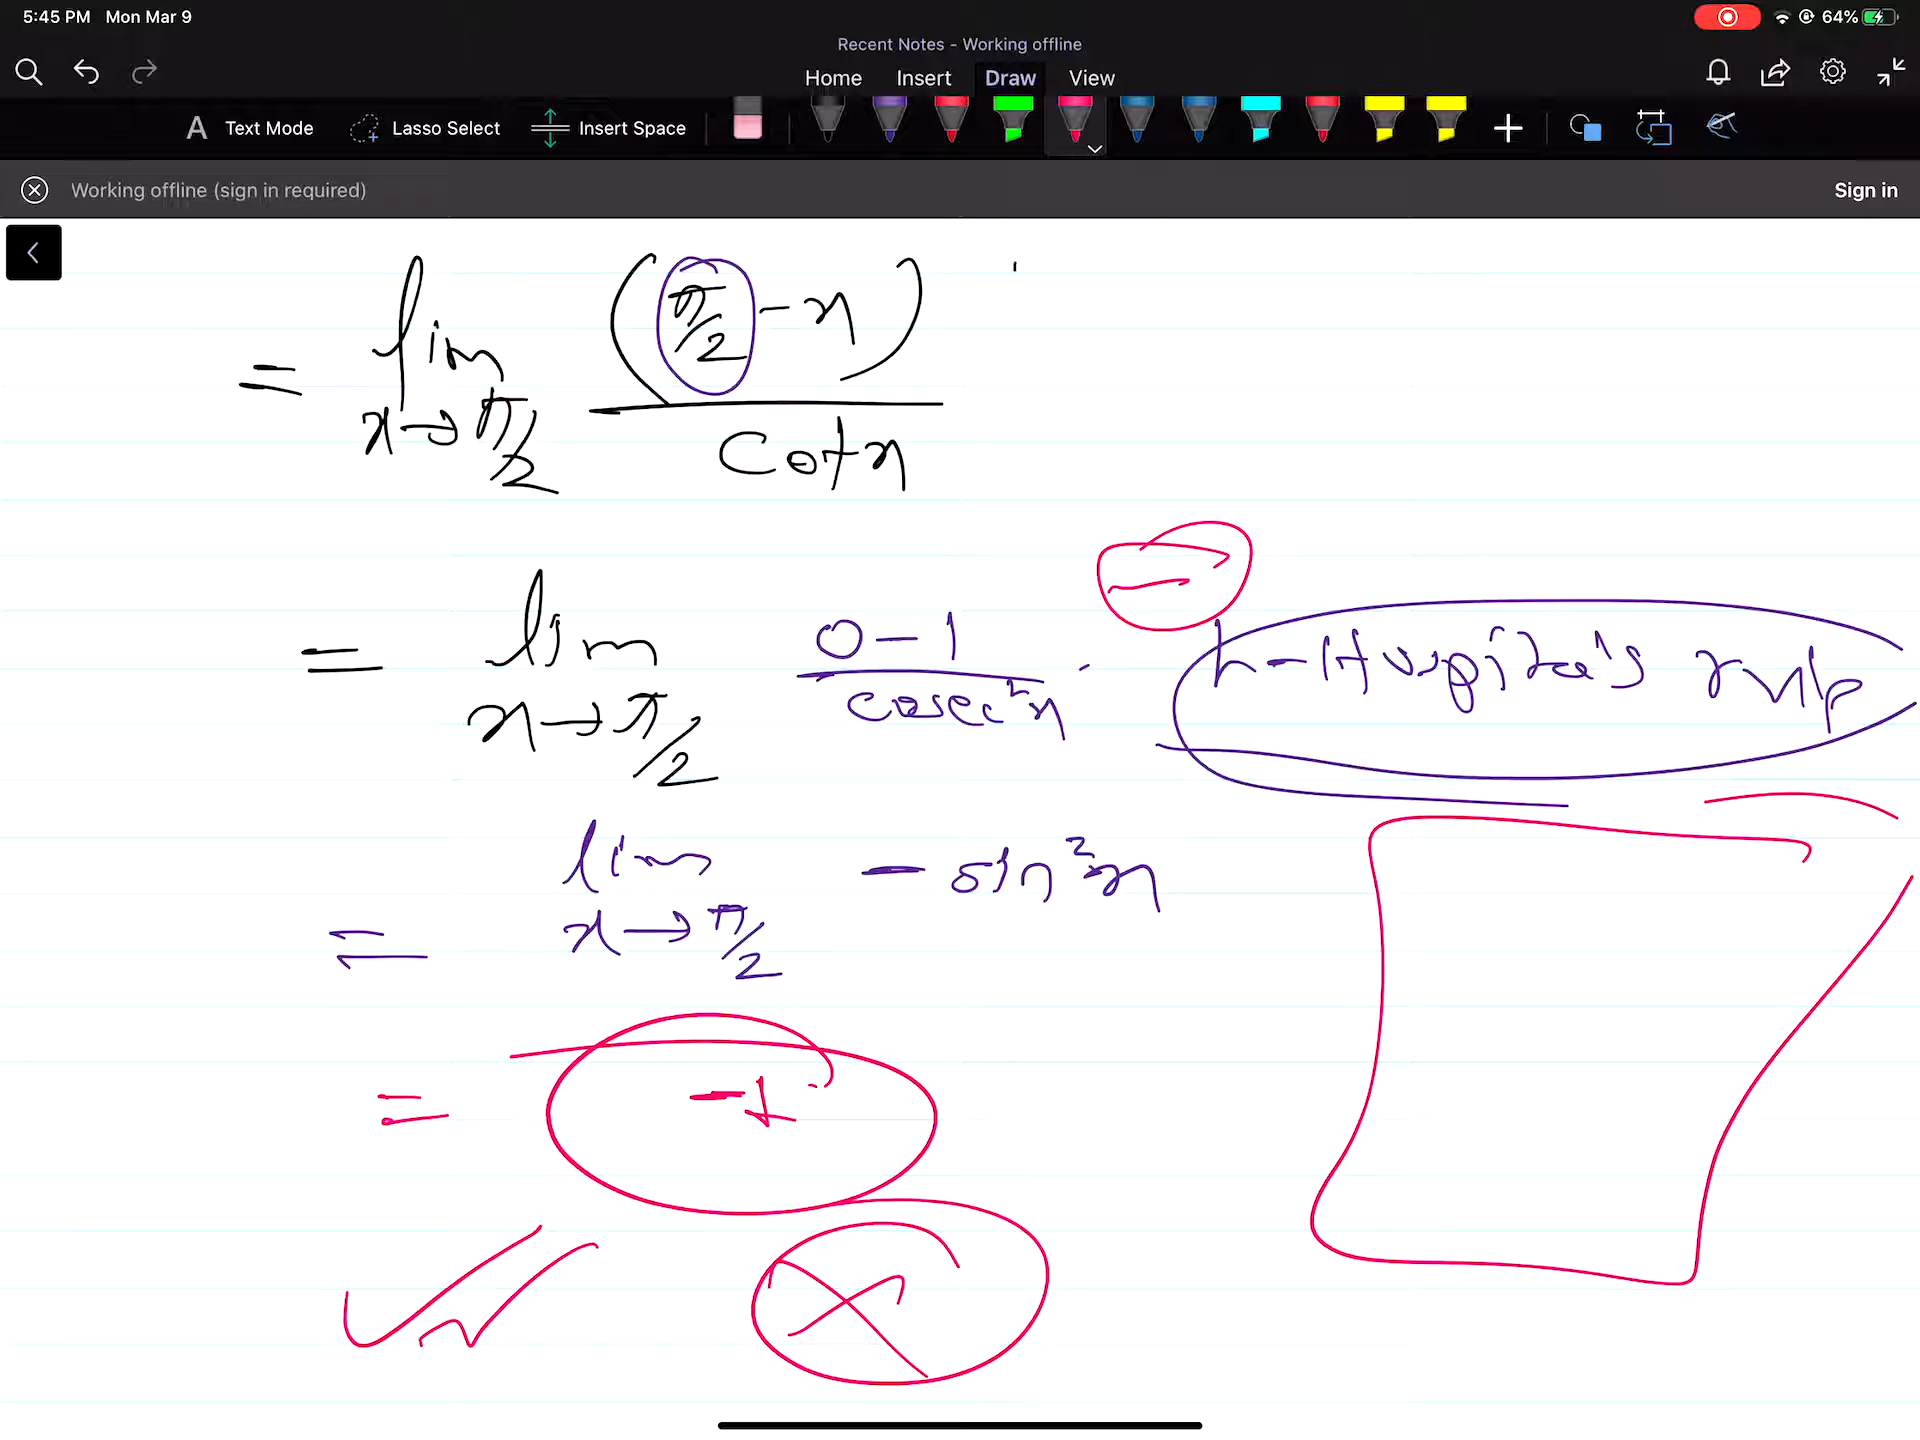 5:45 PM Mon Mar 9
64%
Recent Notes - Working offline
Home Insert Draw View
A Text Mode Lasso Select Insert Space
Working offline (sign in required) Sign in
= lim x→π/2 (π/2 - x) / cot x
= lim x→π/2 0-1 / cosec²x . L-Hospital's rule
= lim x→π/2 - sin²x
= -1